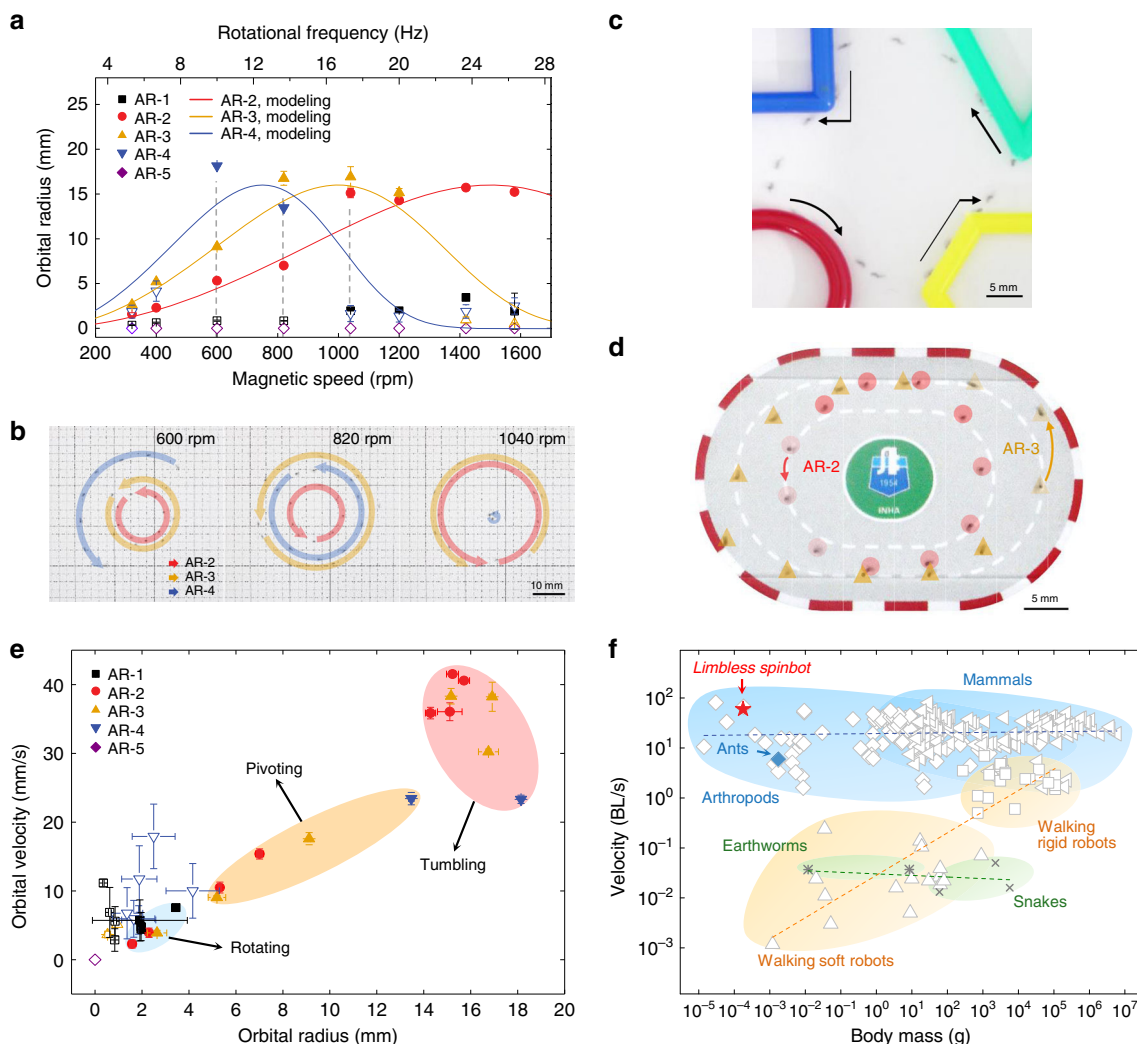 a
Rotational frequency (Hz)
4 8 12 16 20 24 28
AR-1
AR-2
AR-3
AR-4
AR-5
AR-2, modeling
AR-3, modeling
AR-4, modeling
25
20
15
10
5
0
Orbital radius (mm)
200 400 600 800 1000 1200 1400 1600
Magnetic speed (rpm)
b
600 rpm
820 rpm
1040 rpm
AR-2
AR-3
AR-4
10 mm
c
5 mm
d
AR-2
AR-3
1954
INHA
5 mm
e
AR-1
AR-2
AR-3
AR-4
AR-5
Pivoting
Tumbling
Rotating
40
30
20
10
0
Orbital velocity (mm/s)
0 2 4 6 8 10 12 14 16 18 20
Orbital radius (mm)
f
Limbless spinbot
Mammals
Ants
Arthropods
Earthworms
Walking rigid robots
Snakes
Walking soft robots
10² 10¹ 10⁰ 10⁻¹ 10⁻² 10⁻³
Velocity (BL/s)
10⁻⁵ 10⁻⁴ 10⁻³ 10⁻² 10⁻¹ 10⁰ 10¹ 10² 10³ 10⁴ 10⁵ 10⁶ 10⁷
Body mass (g)